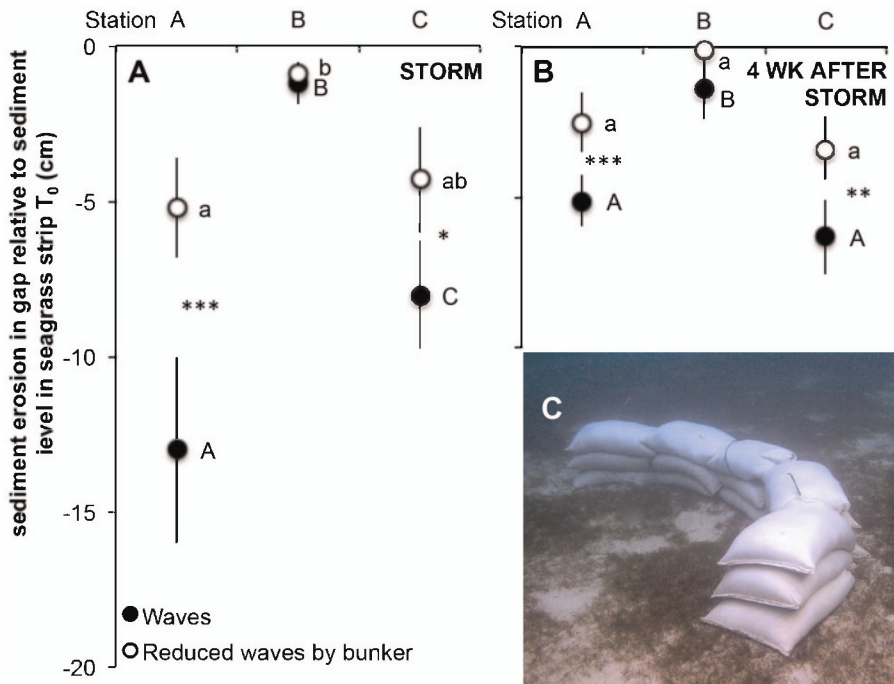 Station A B C
0
-5
-10
-15
-20
sediment erosion in gap relative to sediment
level in seagrass strip T0 (cm)
A
STORM
b
B
a
ab
*
***
C
A
Waves
Reduced waves by bunker
Station A B C
B
4 WK AFTER
STORM
a
B
a
a
***
**
A
A
C